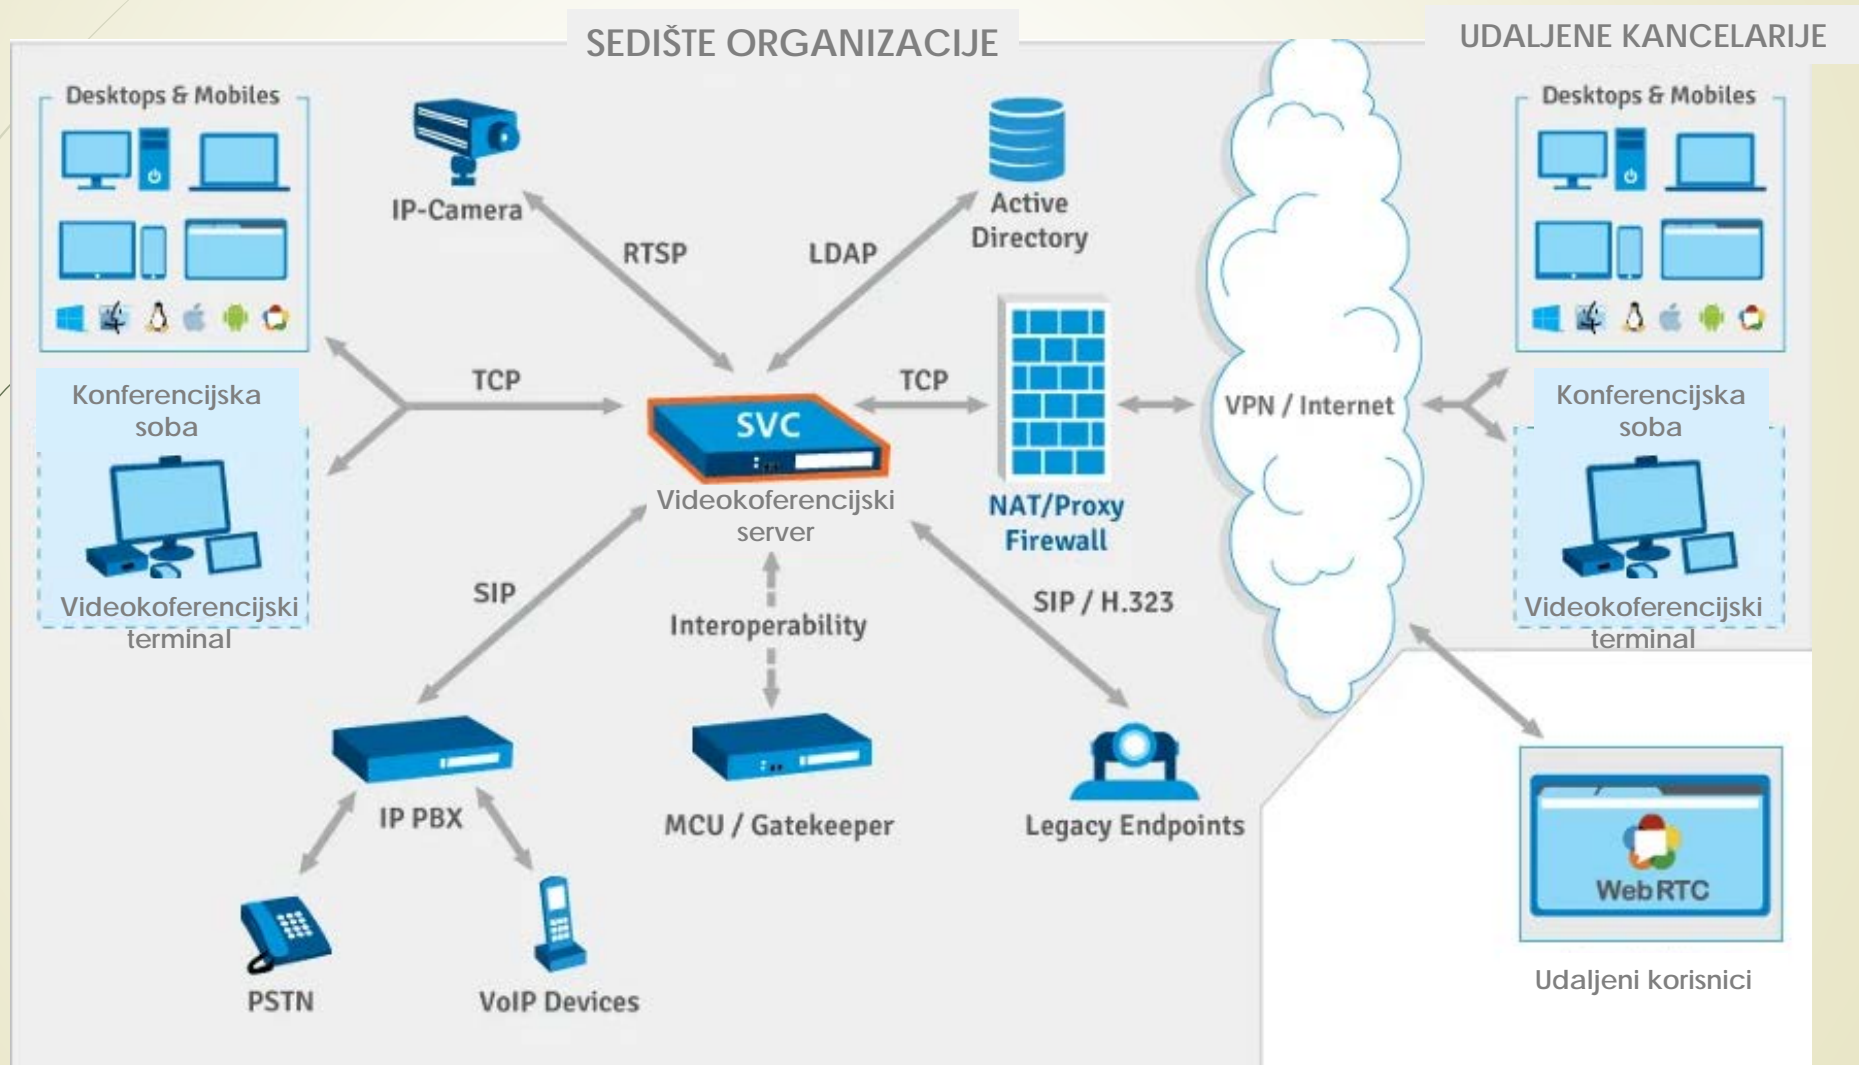 SEDIŠTE ORGANIZACIJE
UDALJENE KANCELARIJE
Desktops & Mobiles
IP-Camera
Active
Directory
Desktops & Mobiles
RTSP
LDAP
Konferencijska
soba
TCP
SVC
TCP
VPN / Internet
Konferencijska
soba
Videokoferencijski
server
NAT/Proxy
Firewall
Videokoferencijski
terminal
SIP
Interoperability
SIP / H.323
Videokoferencijski
terminal
IP PBX
MCU / Gatekeeper
Legacy Endpoints
WebRTC
PSTN
VoIP Devices
Udaljeni korisnici